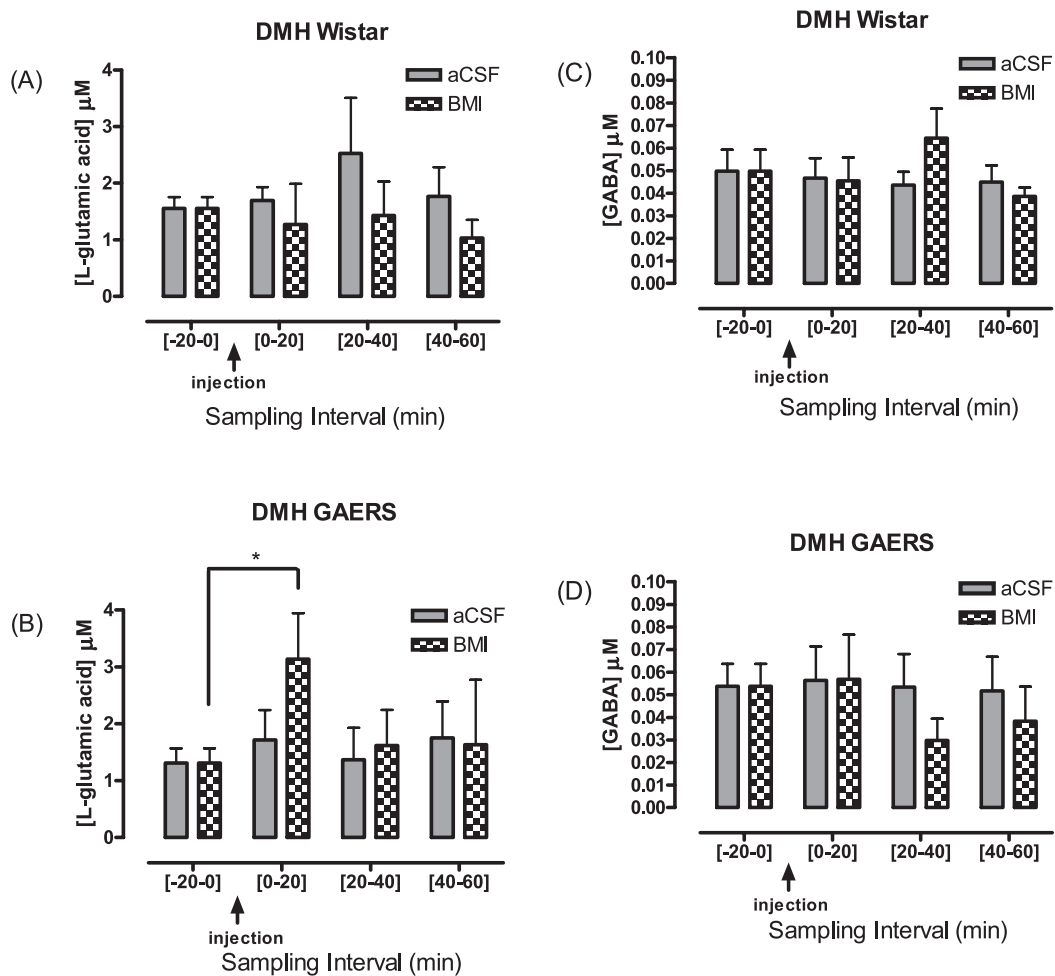 DMH Wistar
(A)
[L-glutamic acid] μM
4
3
2
1
0
aCSF
BMI
[-20-0] [0-20] [20-40] [40-60]
injection
Sampling Interval (min)
DMH Wistar
(C)
[GABA] μM
0.10
0.09
0.08
0.07
0.06
0.05
0.04
0.03
0.02
0.01
0.00
aCSF
BMI
[-20-0] [0-20] [20-40] [40-60]
injection
Sampling Interval (min)
DMH GAERS
(B)
[L-glutamic acid] μM
4
3
2
1
0
*
aCSF
BMI
[-20-0] [0-20] [20-40] [40-60]
injection
Sampling Interval (min)
DMH GAERS
(D)
[GABA] μM
0.10
0.09
0.08
0.07
0.06
0.05
0.04
0.03
0.02
0.01
0.00
aCSF
BMI
[-20-0] [0-20] [20-40] [40-60]
injection
Sampling Interval (min)